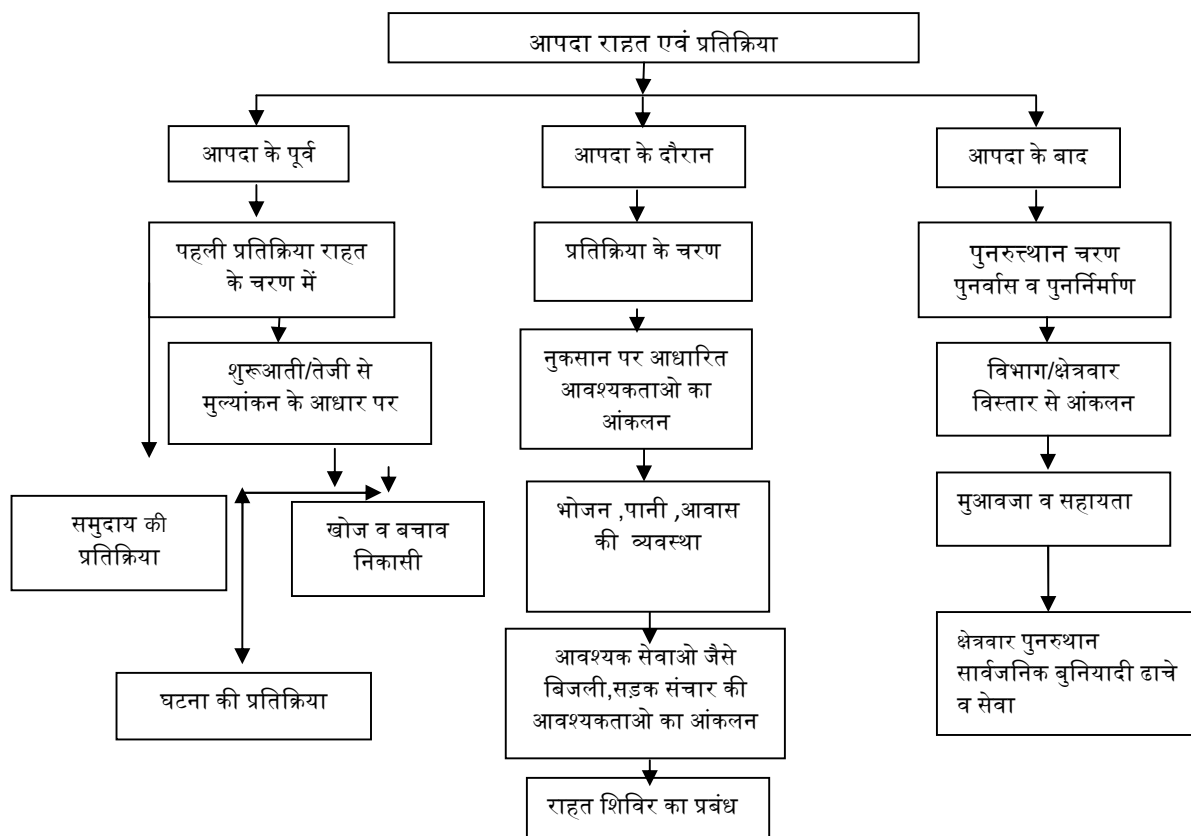 आपदा राहत एवं प्रतिक्रिया
आपदा के पूर्व
आपदा के दौरान
आपदा के बाद
पहली प्रतिक्रिया राहत
के चरण में
प्रतिक्रिया के चरण
पुनरुत्त्थान चरण
पुनर्वास व पुनर्निर्माण
शुरूआती/तेजी से
मुल्यांकन के आधार पर
नुकसान पर आधारित
आवश्यकताओ का
आंकलन
विभाग/क्षेत्रवार
विस्तार से आंकलन
समुदाय की
प्रतिक्रिया
खोज व बचाव
निकासी
भोजन ,पानी ,आवास
की व्यवस्था
मुआवजा व सहायता
घटना की प्रतिक्रिया
आवश्यक सेवाओ जैसे
बिजली,सड़क संचार की
आवश्यकताओ का आंकलन
क्षेत्रवार पुनरुथान
सार्वजनिक बुनियादी ढाचे
व सेवा
राहत शिविर का प्रबंध